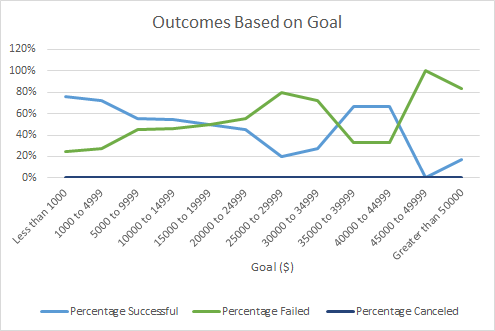 Outcomes Based on Goal
120%
100%
80%
60%
40%
20%
0%
Less than 1000
1000 to 4999
5000 to 9999
10000 to 14999
15000 to 19999
20000 to 24999
25000 to 29999
30000 to 34999
35000 to 39999
40000 to 44999
45000 to 49999
Greater than 50000
Goal ($)
Percentage Successful Percentage Failed Percentage Canceled